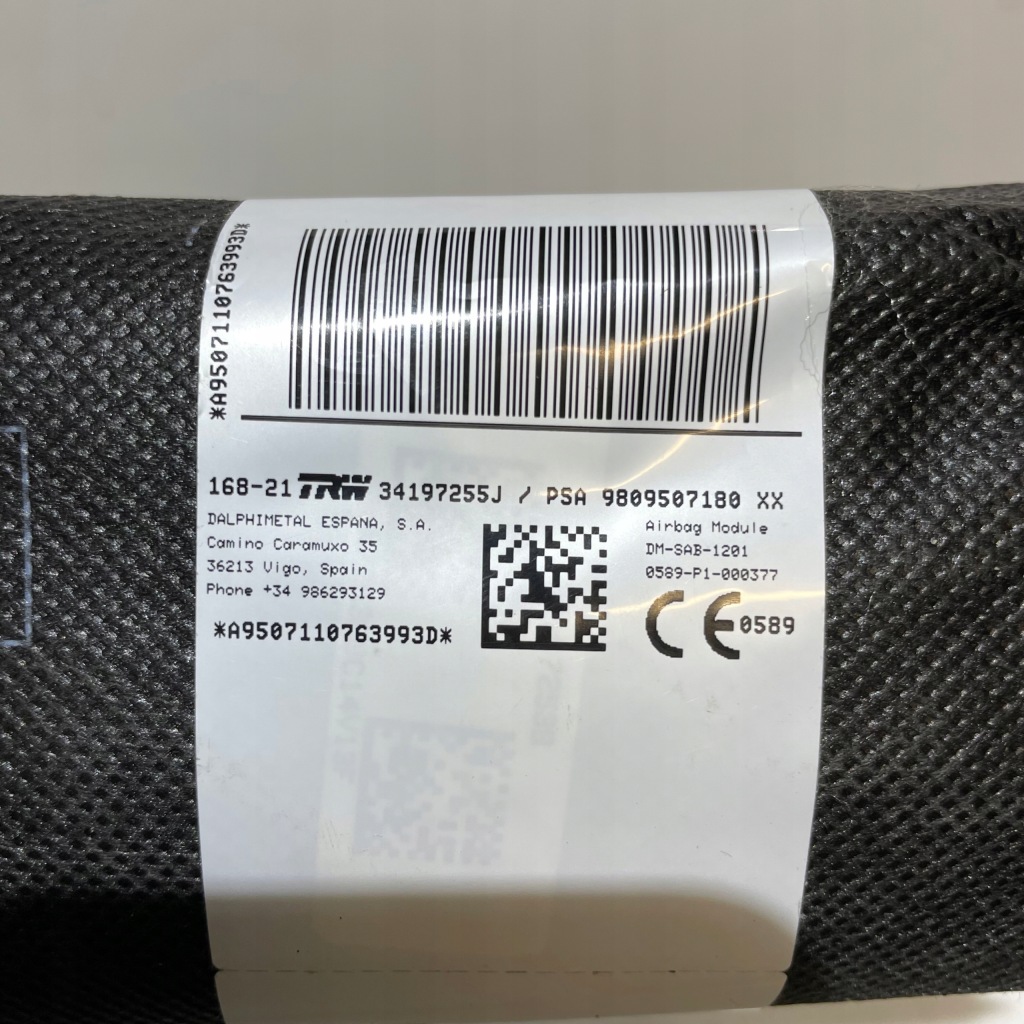 *A9507110763993D*
168-21 TRW 34197255J / PSA 9809507180 XX
DALPHIMETAL ESPANA, S.A.
Camino Caramuxo 35
36213 Vigo, Spain
Phone +34 986293129
*A9507110763993D*
Airbag Module
DM-SAB-1201
0589-P1-000377
CE 0589